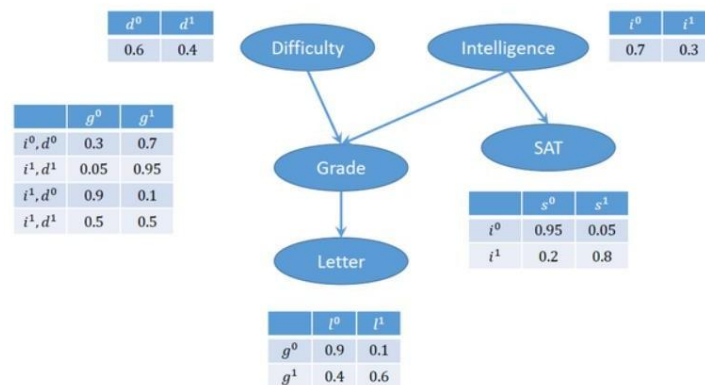 d⁰ d¹
0.6 0.4
Difficulty
Intelligence
i⁰ i¹
0.7 0.3
g⁰ g¹
i⁰, d⁰ 0.3 0.7
i¹, d¹ 0.05 0.95
i¹, d⁰ 0.9 0.1
i¹, d¹ 0.5 0.5
Grade
SAT
s⁰ s¹
i⁰ 0.95 0.05
i¹ 0.2 0.8
Letter
l⁰ l¹
g⁰ 0.9 0.1
g¹ 0.4 0.6